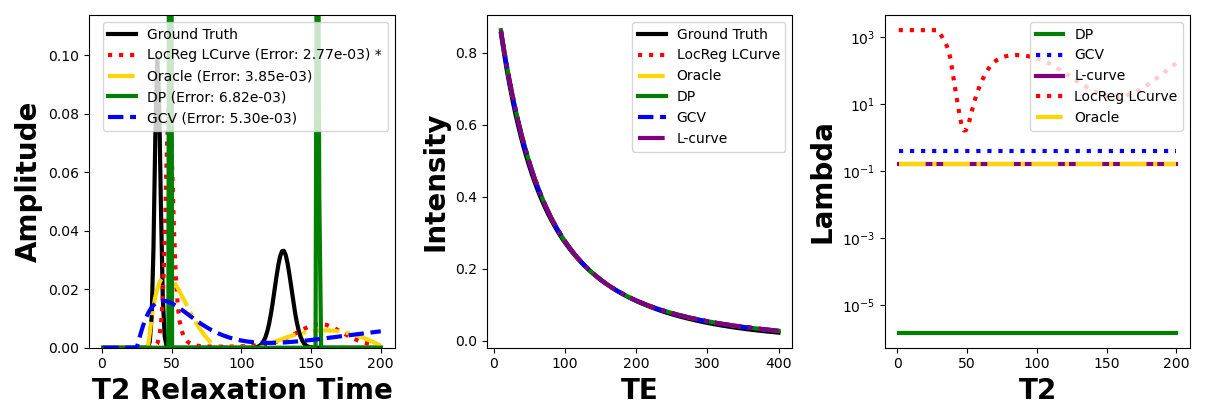 Amplitude
0.10
0.08
0.06
0.04
0.02
0.00
Ground Truth
LocReg LCurve (Error: 2.77e-03) *
Oracle (Error: 3.85e-03)
DP (Error: 6.82e-03)
GCV (Error: 5.30e-03)
0 50 100 150 200
T2 Relaxation Time
Intensity
0.8
0.6
0.4
0.2
0.0
Ground Truth
LocReg LCurve
Oracle
DP
GCV
L-curve
0 100 200 300 400
TE
Lambda
10³
10¹
10⁻¹
10⁻³
10⁻⁵
DP
GCV
L-curve
LocReg LCurve
Oracle
0 50 100 150 200
T2